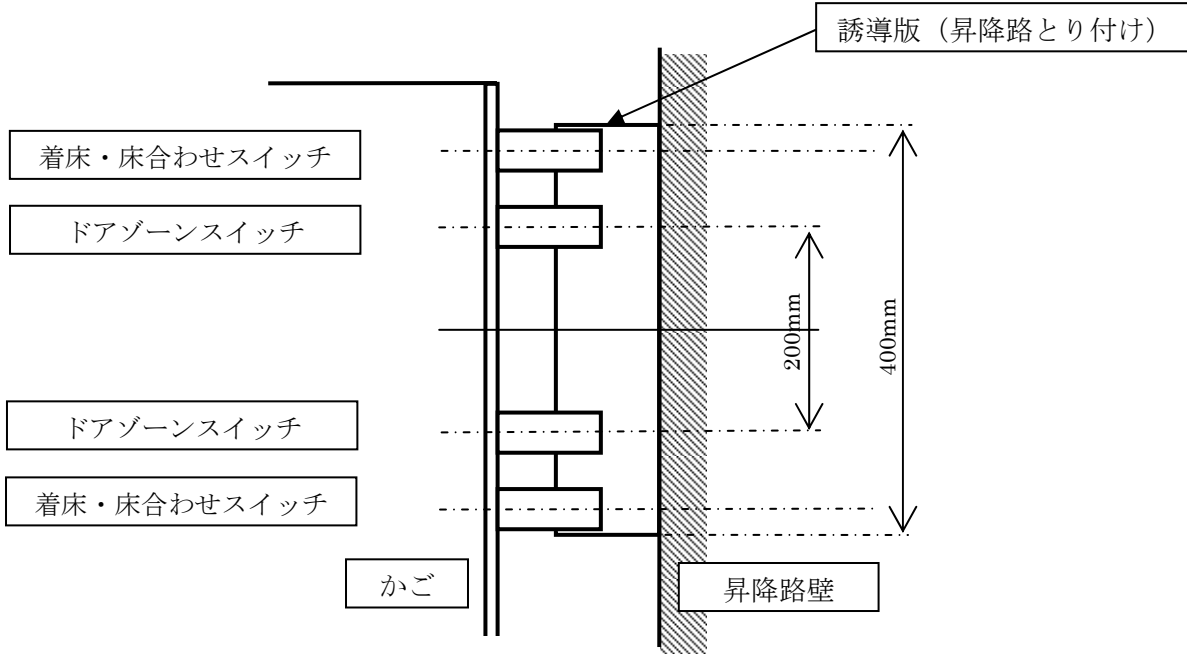 誘導版（昇降路とり付け）
着床・床合わせスイッチ
ドアゾーンスイッチ
200mm
400mm
ドアゾーンスイッチ
着床・床合わせスイッチ
かご
昇降路壁